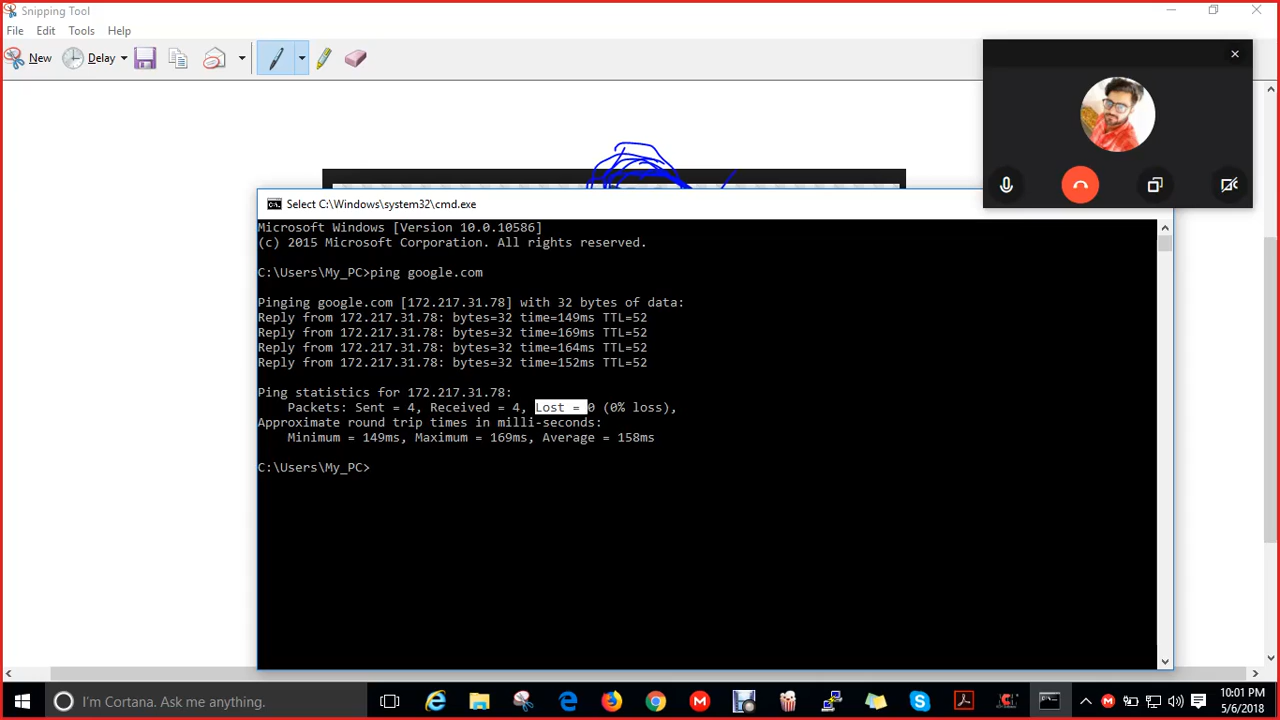 Snipping Tool
File Edit Tools Help
New Delay
Select C:\Windows\system32\cmd.exe
Microsoft Windows [Version 10.0.10586]
(c) 2015 Microsoft Corporation. All rights reserved.
C:\Users\My_PC>ping google.com
Pinging google.com [172.217.31.78] with 32 bytes of data:
Reply from 172.217.31.78: bytes=32 time=149ms TTL=52
Reply from 172.217.31.78: bytes=32 time=169ms TTL=52
Reply from 172.217.31.78: bytes=32 time=164ms TTL=52
Reply from 172.217.31.78: bytes=32 time=152ms TTL=52
Ping statistics for 172.217.31.78:
Packets: Sent = 4, Received = 4, Lost = 0 (0% loss),
Approximate round trip times in milli-seconds:
Minimum = 149ms, Maximum = 169ms, Average = 158ms
C:\Users\My_PC>
I'm Cortana. Ask me anything.
10:01 PM
5/6/2018